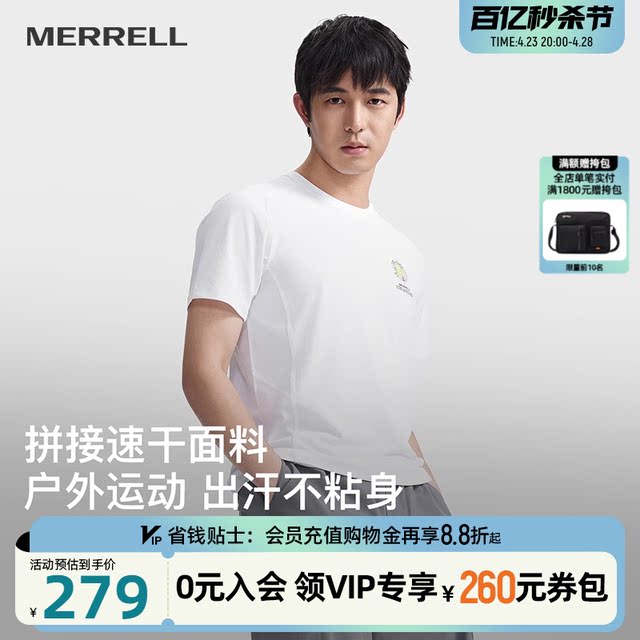 MERRELL
百亿秒杀节
TIME:4.23 20:00-4.28
满额赠挎包
全店单笔实付
满1800元赠挎包
限量前10名
拼接速干面料
户外运动 出汗不粘身
VIP 省钱贴士：会员充值购物金再享8.8折起
活动预估到手价
¥279
0元入会 领VIP专享¥260元券包